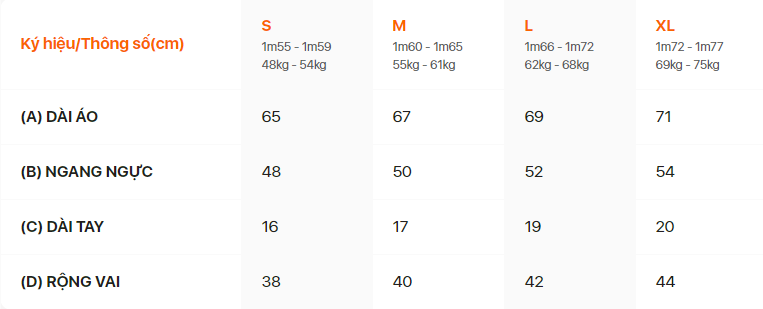 Ký hiệu/Thông số(cm) S M L XL
1m55 - 1m59 1m60 - 1m65 1m66 - 1m72 1m72 - 1m77
48kg - 54kg 55kg - 61kg 62kg - 68kg 69kg - 75kg
(A) DÀI ÁO 65 67 69 71
(B) NGANG NGỰC 48 50 52 54
(C) DÀI TAY 16 17 19 20
(D) RỘNG VAI 38 40 42 44